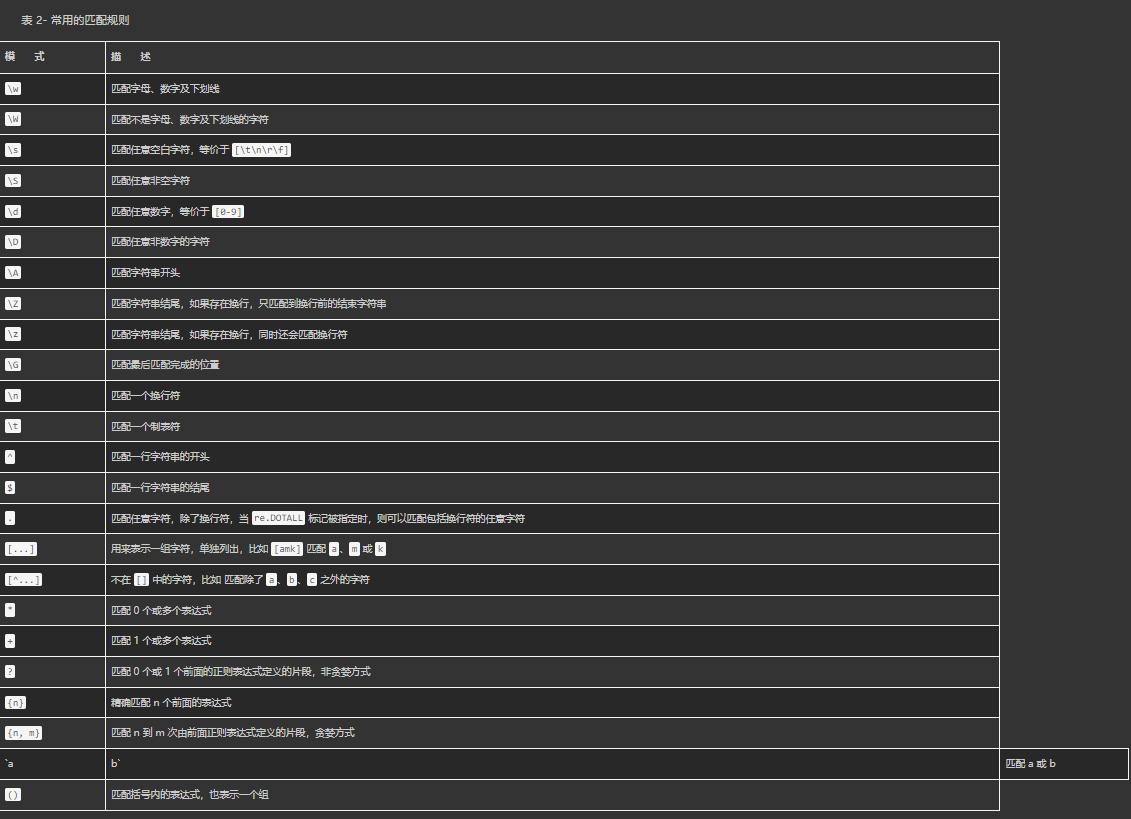 表 2- 常用的匹配规则
模 式 描 述
\w 匹配字母、数字及下划线
\W 匹配不是字母、数字及下划线的字符
\s 匹配任意空白字符，等价于 [\t\n\r\f]
\S 匹配任意非空字符
\d 匹配任意数字，等价于 [0-9]
\D 匹配任意非数字的字符
\A 匹配字符串开头
\Z 匹配字符串结尾，如果存在换行，只匹配到换行前的结束字符串
\z 匹配字符串结尾，如果存在换行，同时还会匹配换行符
\G 匹配最后匹配完成的位置
\n 匹配一个换行符
\t 匹配一个制表符
^ 匹配一行字符串的开头
$ 匹配一行字符串的结尾
. 匹配任意字符，除了换行符，当 re.DOTALL 标记被指定时，则可以匹配包括换行符的任意字符
[...] 用来表示一组字符，单独列出，比如 [amk] 匹配 a、m 或 k
[^...] 不在 [] 中的字符，比如 匹配除了 a、b、c 之外的字符
* 匹配 0 个或多个表达式
+ 匹配 1 个或多个表达式
? 匹配 0 个或 1 个前面的正则表达式定义的片段，非贪婪方式
{n} 精确匹配 n 个前面的表达式
{n, m} 匹配 n 到 m 次由前面正则表达式定义的片段，贪婪方式
`a b` 匹配 a 或 b
() 匹配括号内的表达式，也表示一个组